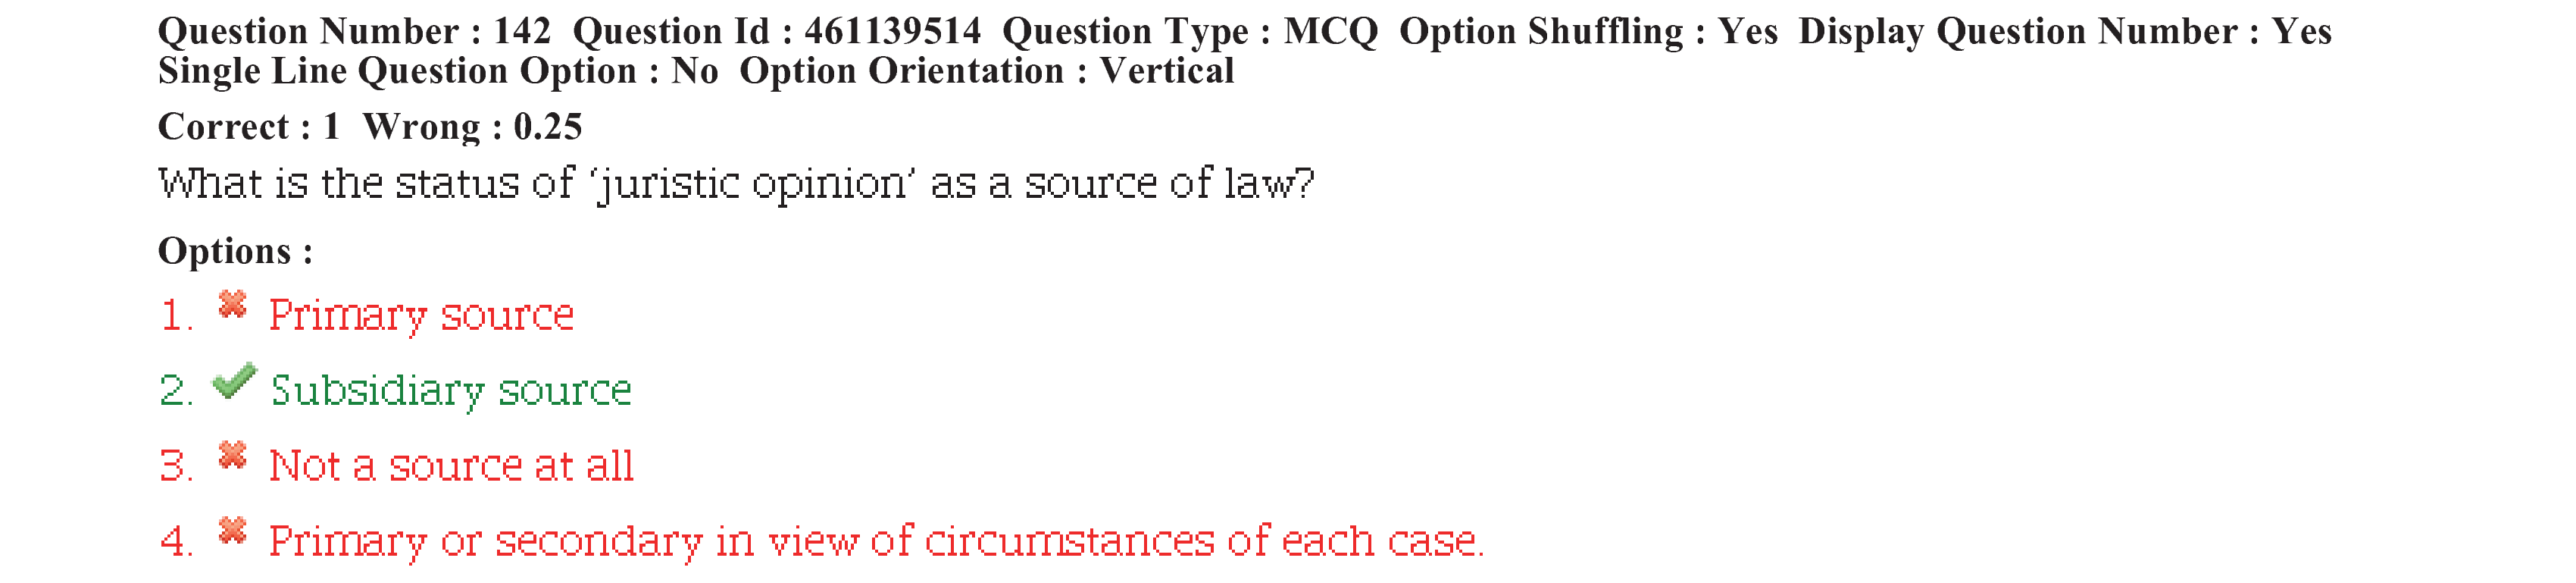 Question Number : 142 Question Id : 461139514 Question Type : MCQ Option Shuffling : Yes Display Question Number : Yes
Single Line Question Option : No Option Orientation : Vertical
Correct : 1 Wrong : 0.25
What is the status of ‘juristic opinion’ as a source of law?
Options :
1. Primary source
2. Subsidiary source
3. Not a source at all
4. Primary or secondary in view of circumstances of each case.